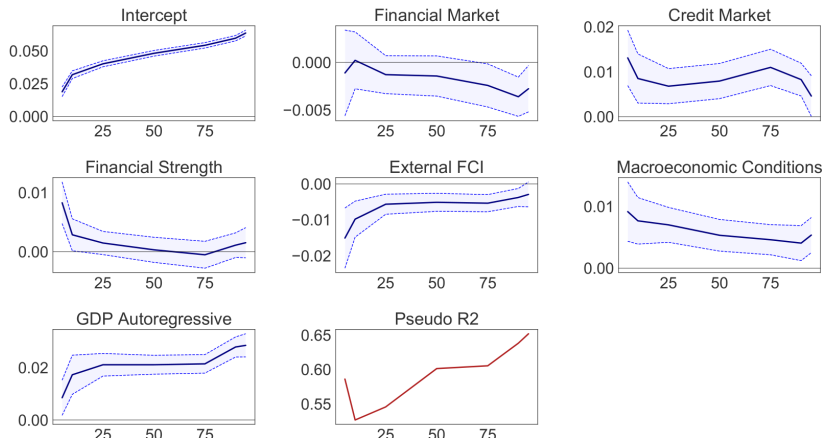 Intercept Financial Market Credit Market
0.050
0.025
0.000
25 50 75
0.000
−0.005
25 50 75
0.02
0.01
0.00
25 50 75
Financial Strength External FCI Macroeconomic Conditions
0.01
0.00
25 50 75
0.00
−0.01
−0.02
25 50 75
0.01
0.00
25 50 75
GDP Autoregressive Pseudo R2
0.02
0.00
25 50 75
0.65
0.60
0.55
25 50 75